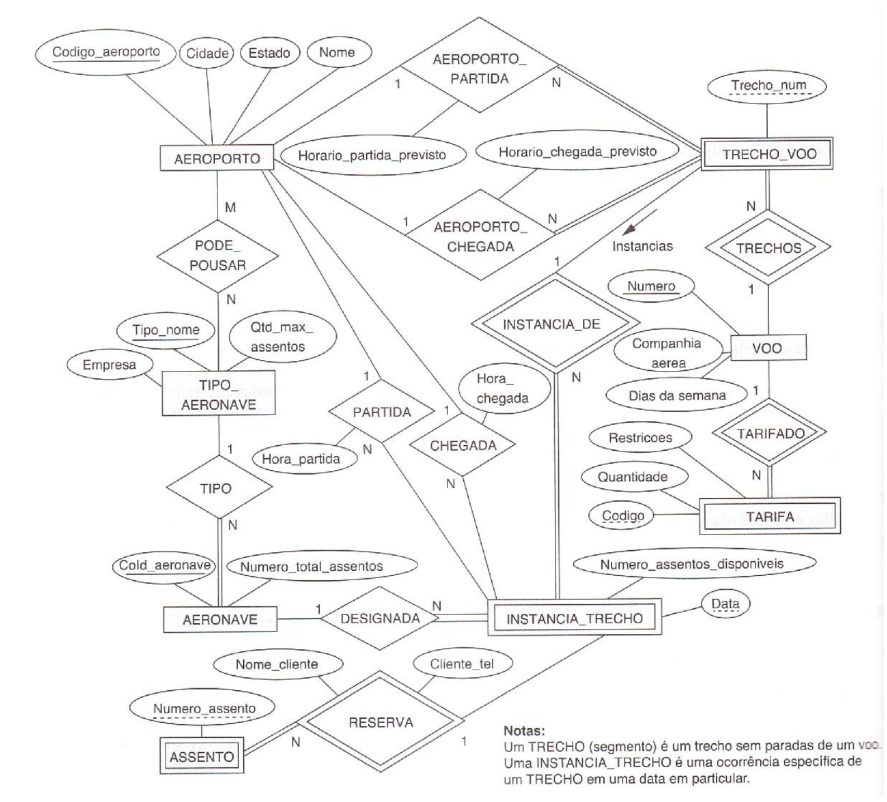 Codigo_aeroporto
Cidade
Estado
Nome
AEROPORTO_
PARTIDA
1
N
Trecho_num
AEROPORTO
Horario_partida_previsto
Horario_chegada_previsto
TRECHO_VOO
M
1
AEROPORTO_
CHEGADA
N
Instancias
N
TRECHOS
PODE_
POUSAR
N
1
1
Numero
Tipo_nome
Qtd_max_
assentos
INSTANCIA_DE
Companhia
aerea
VOO
Empresa
TIPO_
AERONAVE
1
Hora_
chegada
N
Dias da semana
1
PARTIDA
1
1
CHEGADA
Restricoes
TARIFADO
Hora_partida
N
TIPO
N
Quantidade
N
N
Codigo
TARIFA
Cold_aeronave
Numero_total_assentos
Numero_assentos_disponiveis
AERONAVE
1
DESIGNADA
N
INSTANCIA_TRECHO
Data
Nome_cliente
Cliente_tel
Numero_assento
RESERVA
N
1
ASSENTO
Notas:
Um TRECHO (segmento) é um trecho sem paradas de um voo.
Uma INSTANCIA_TRECHO é uma ocorrência específica de
um TRECHO em uma data em particular.